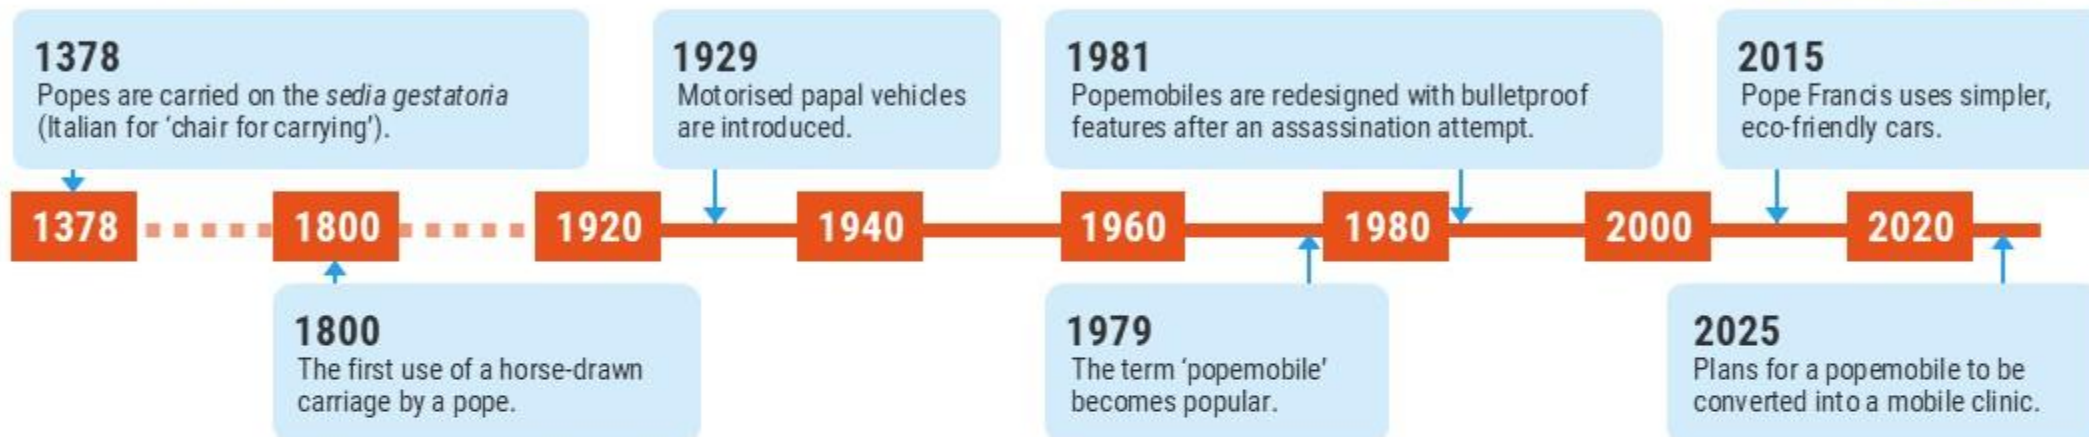 1378
Popes are carried on the sedia gestatoria
(Italian for ‘chair for carrying’).
1929
Motorised papal vehicles
are introduced.
1981
Popemobiles are redesigned with bulletproof
features after an assassination attempt.
2015
Pope Francis uses simpler,
eco-friendly cars.
1378 1800 1920 1940 1960 1980 2000 2020
1800
The first use of a horse-drawn
carriage by a pope.
1979
The term ‘popemobile’
becomes popular.
2025
Plans for a popemobile to be
converted into a mobile clinic.